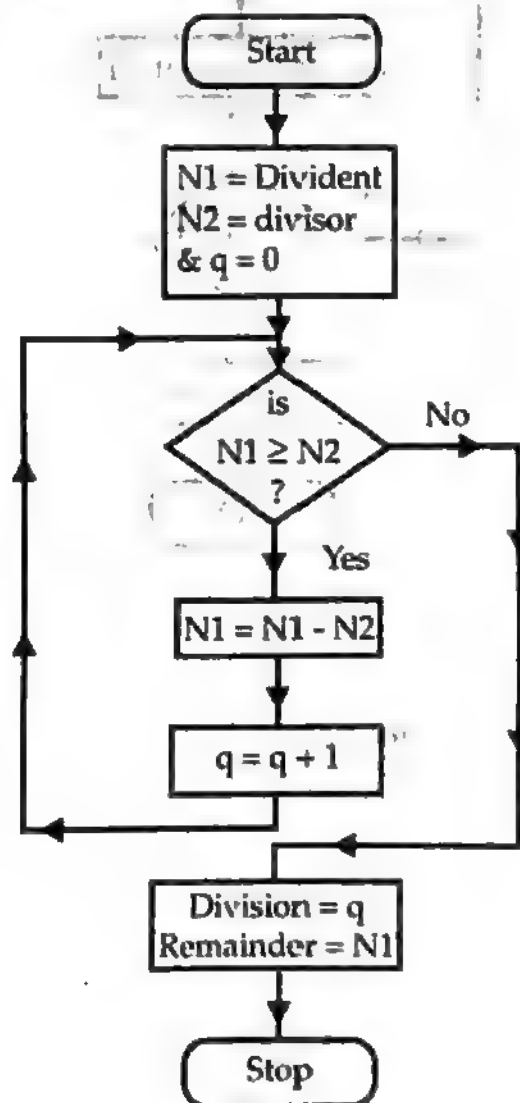 Start
N1 = Divident
N2 = divisor
& q = 0
is
N1 ≥ N2
?
No
Yes
N1 = N1 - N2
q = q + 1
Division = q
Remainder = N1
Stop